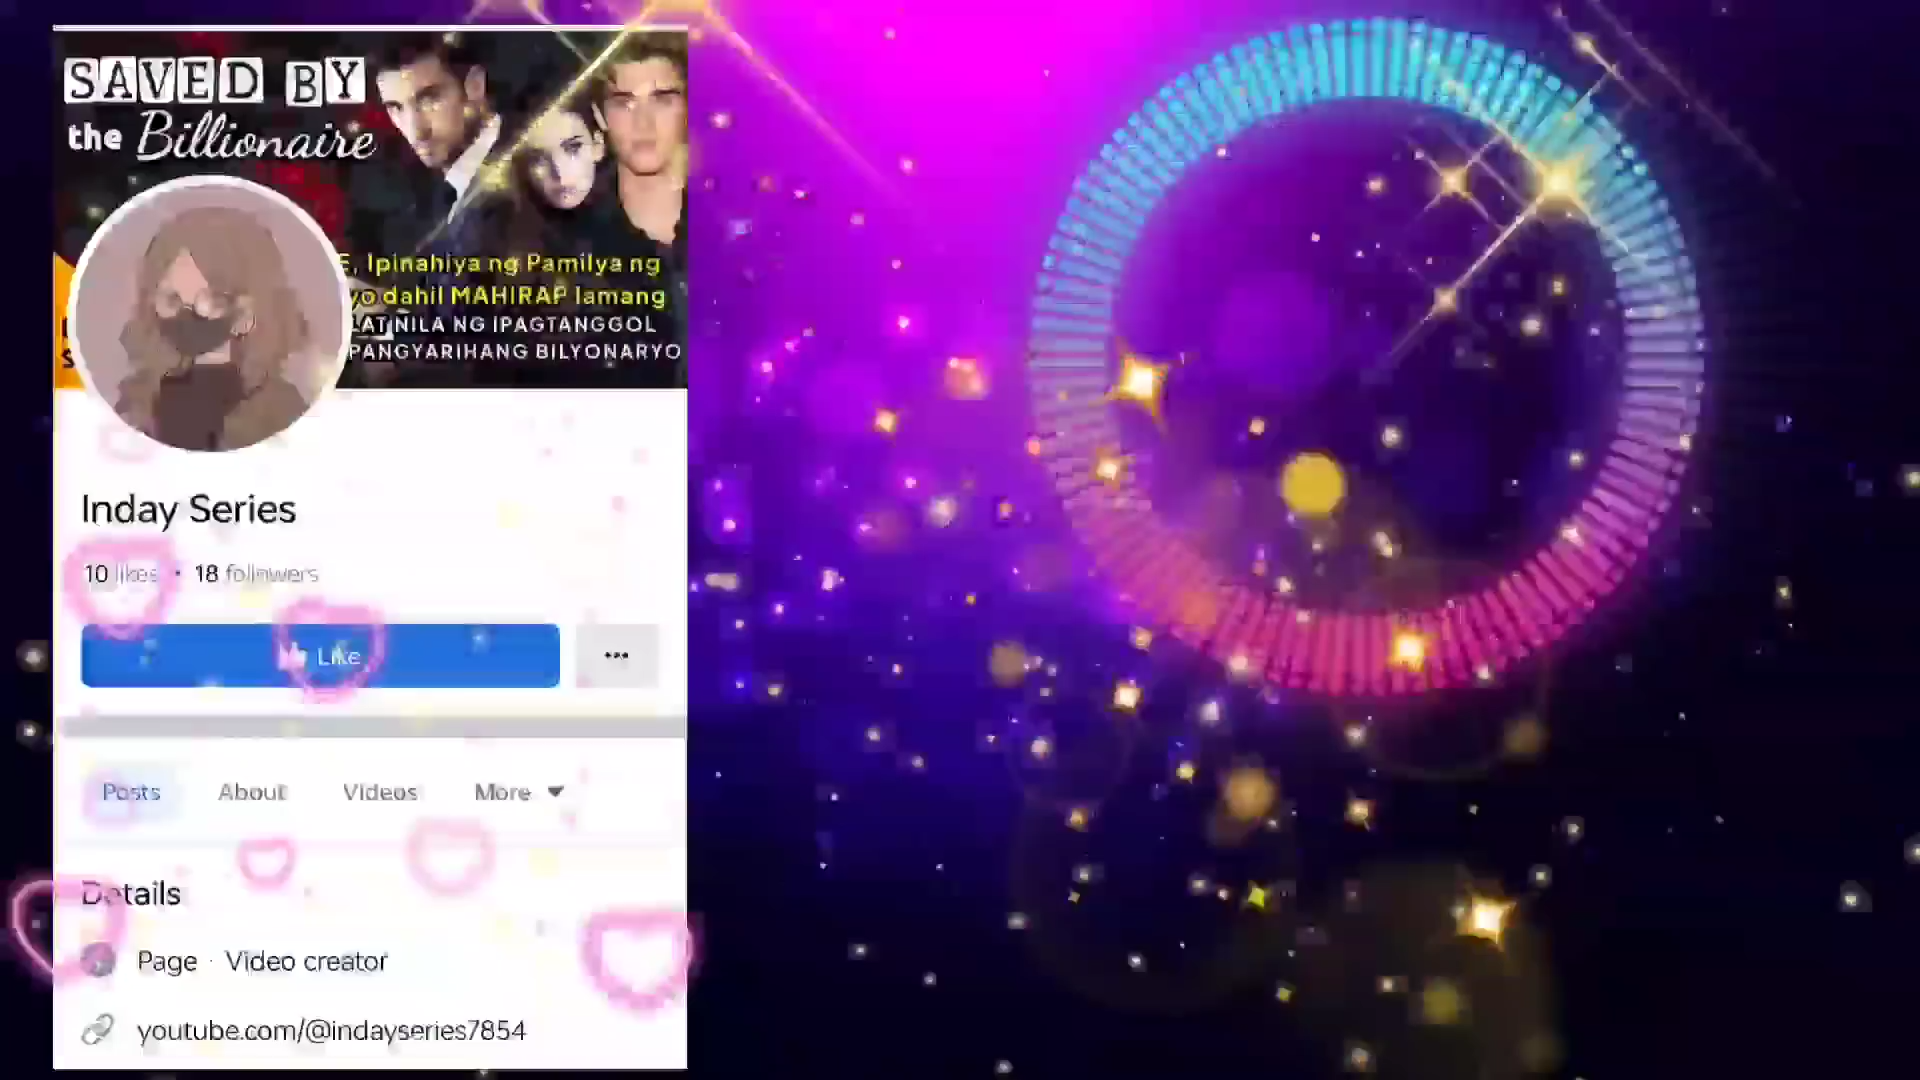 SAVED BY
the Billionaire
Ipinahiya ng Pamilya ng
yo dahil MAHIRAP lamang
LAT NILA NG IPAGTANGGOL
PANGYARIHANG BILYONARYO
Inday Series
10 likes · 18 followers
Like
Posts About Videos More
Details
Page · Video creator
youtube.com/@indayseries7854